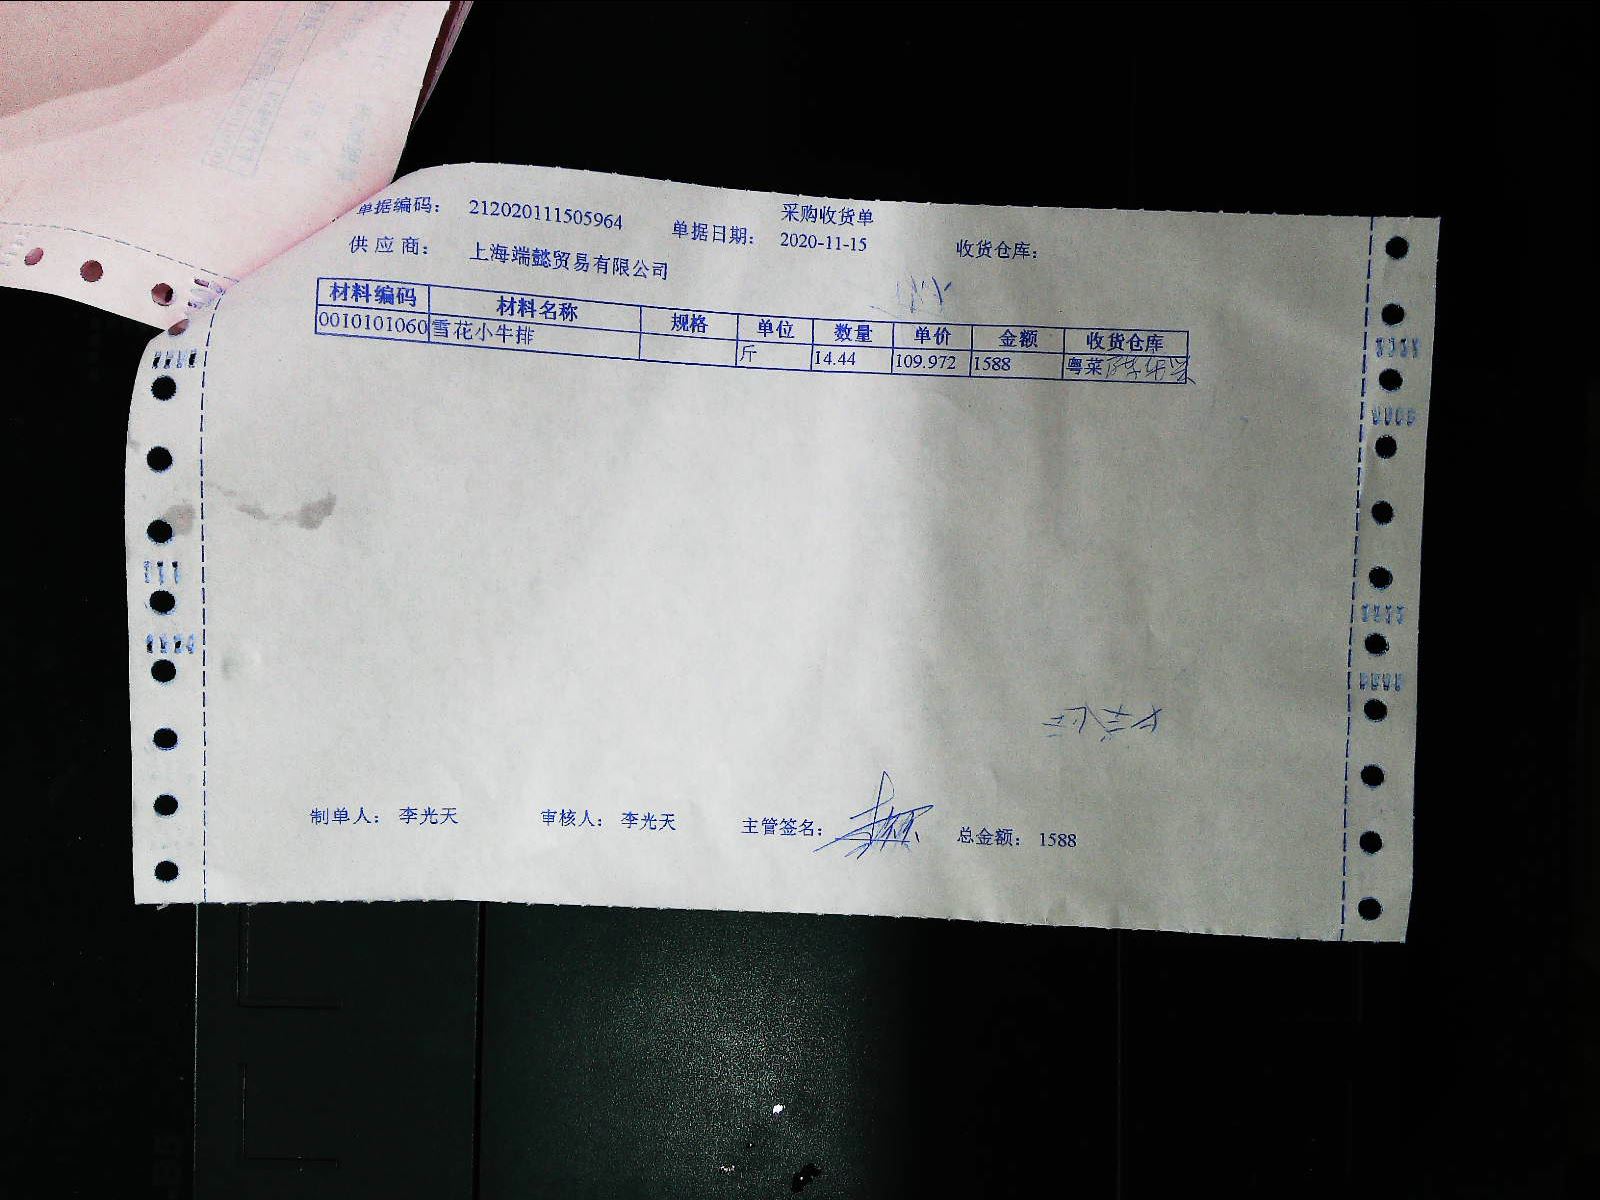 采购收货单
单据编码： 212020111505964 单据日期： 2020-11-15 收货仓库：
供应商： 上海端懿贸易有限公司
材料编码 材料名称 规格 单位 数量 单价 金额 收货仓库
0010101060 雪花小牛排 斤 14.44 109.972 1588 粤菜
制单人： 李光天 审核人： 李光天 主管签名： 总金额： 1588